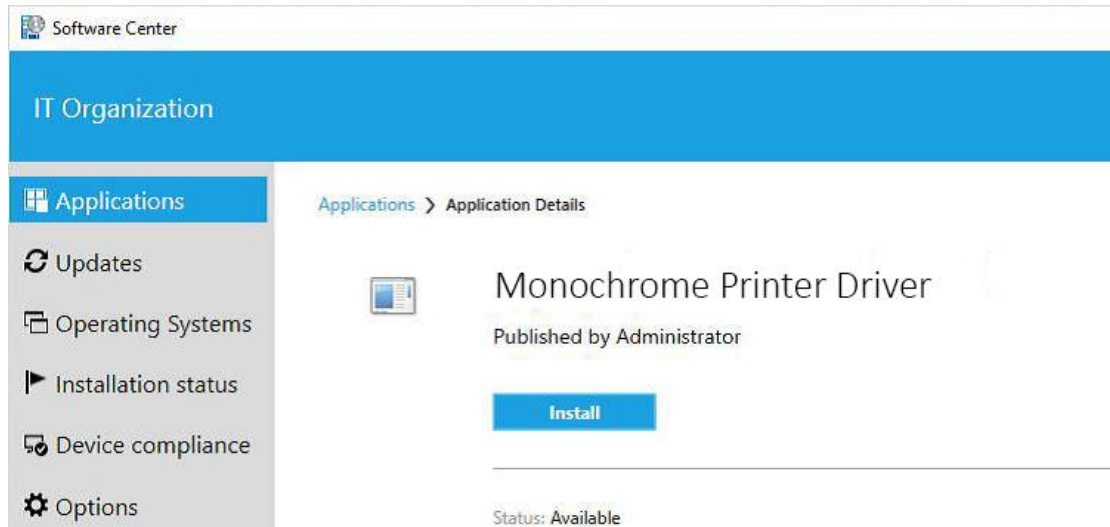 Software Center
IT Organization
Applications
Updates
Operating Systems
Installation status
Device compliance
Options
Applications ❯ Application Details
Monochrome Printer Driver
Published by Administrator
Install
Status: Available